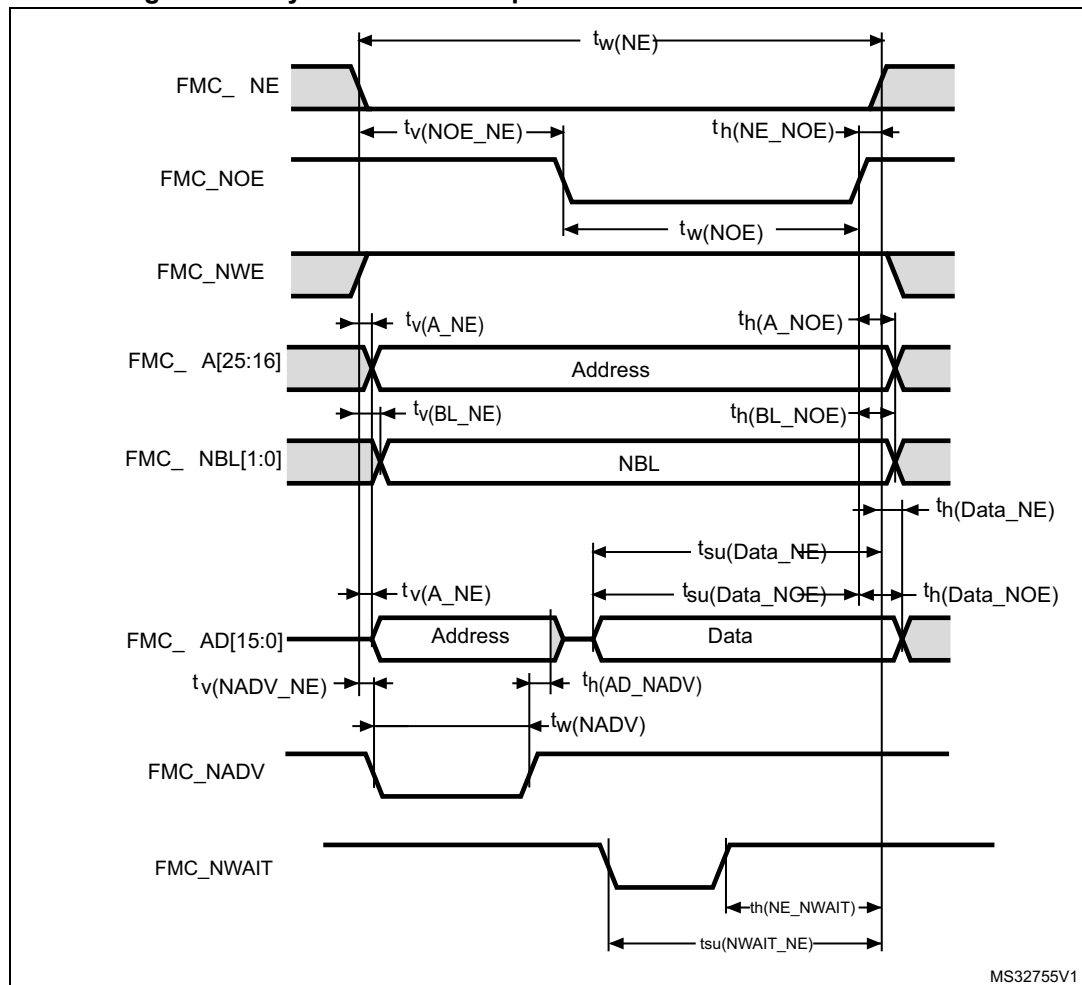 tw(NE)
FMC_ NE
tv(NOE_NE)
th(NE_NOE)
FMC_NOE
tw(NOE)
FMC_NWE
tv(A_NE)
th(A_NOE)
FMC_ A[25:16]
Address
tv(BL_NE)
th(BL_NOE)
FMC_ NBL[1:0]
NBL
th(Data_NE)
tsu(Data_NE)
tv(A_NE)
tsu(Data_NOE)
th(Data_NOE)
FMC_ AD[15:0]
Address
Data
tv(NADV_NE)
th(AD_NADV)
tw(NADV)
FMC_NADV
FMC_NWAIT
th(NE_NWAIT)
tsu(NWAIT_NE)
MS32755V1